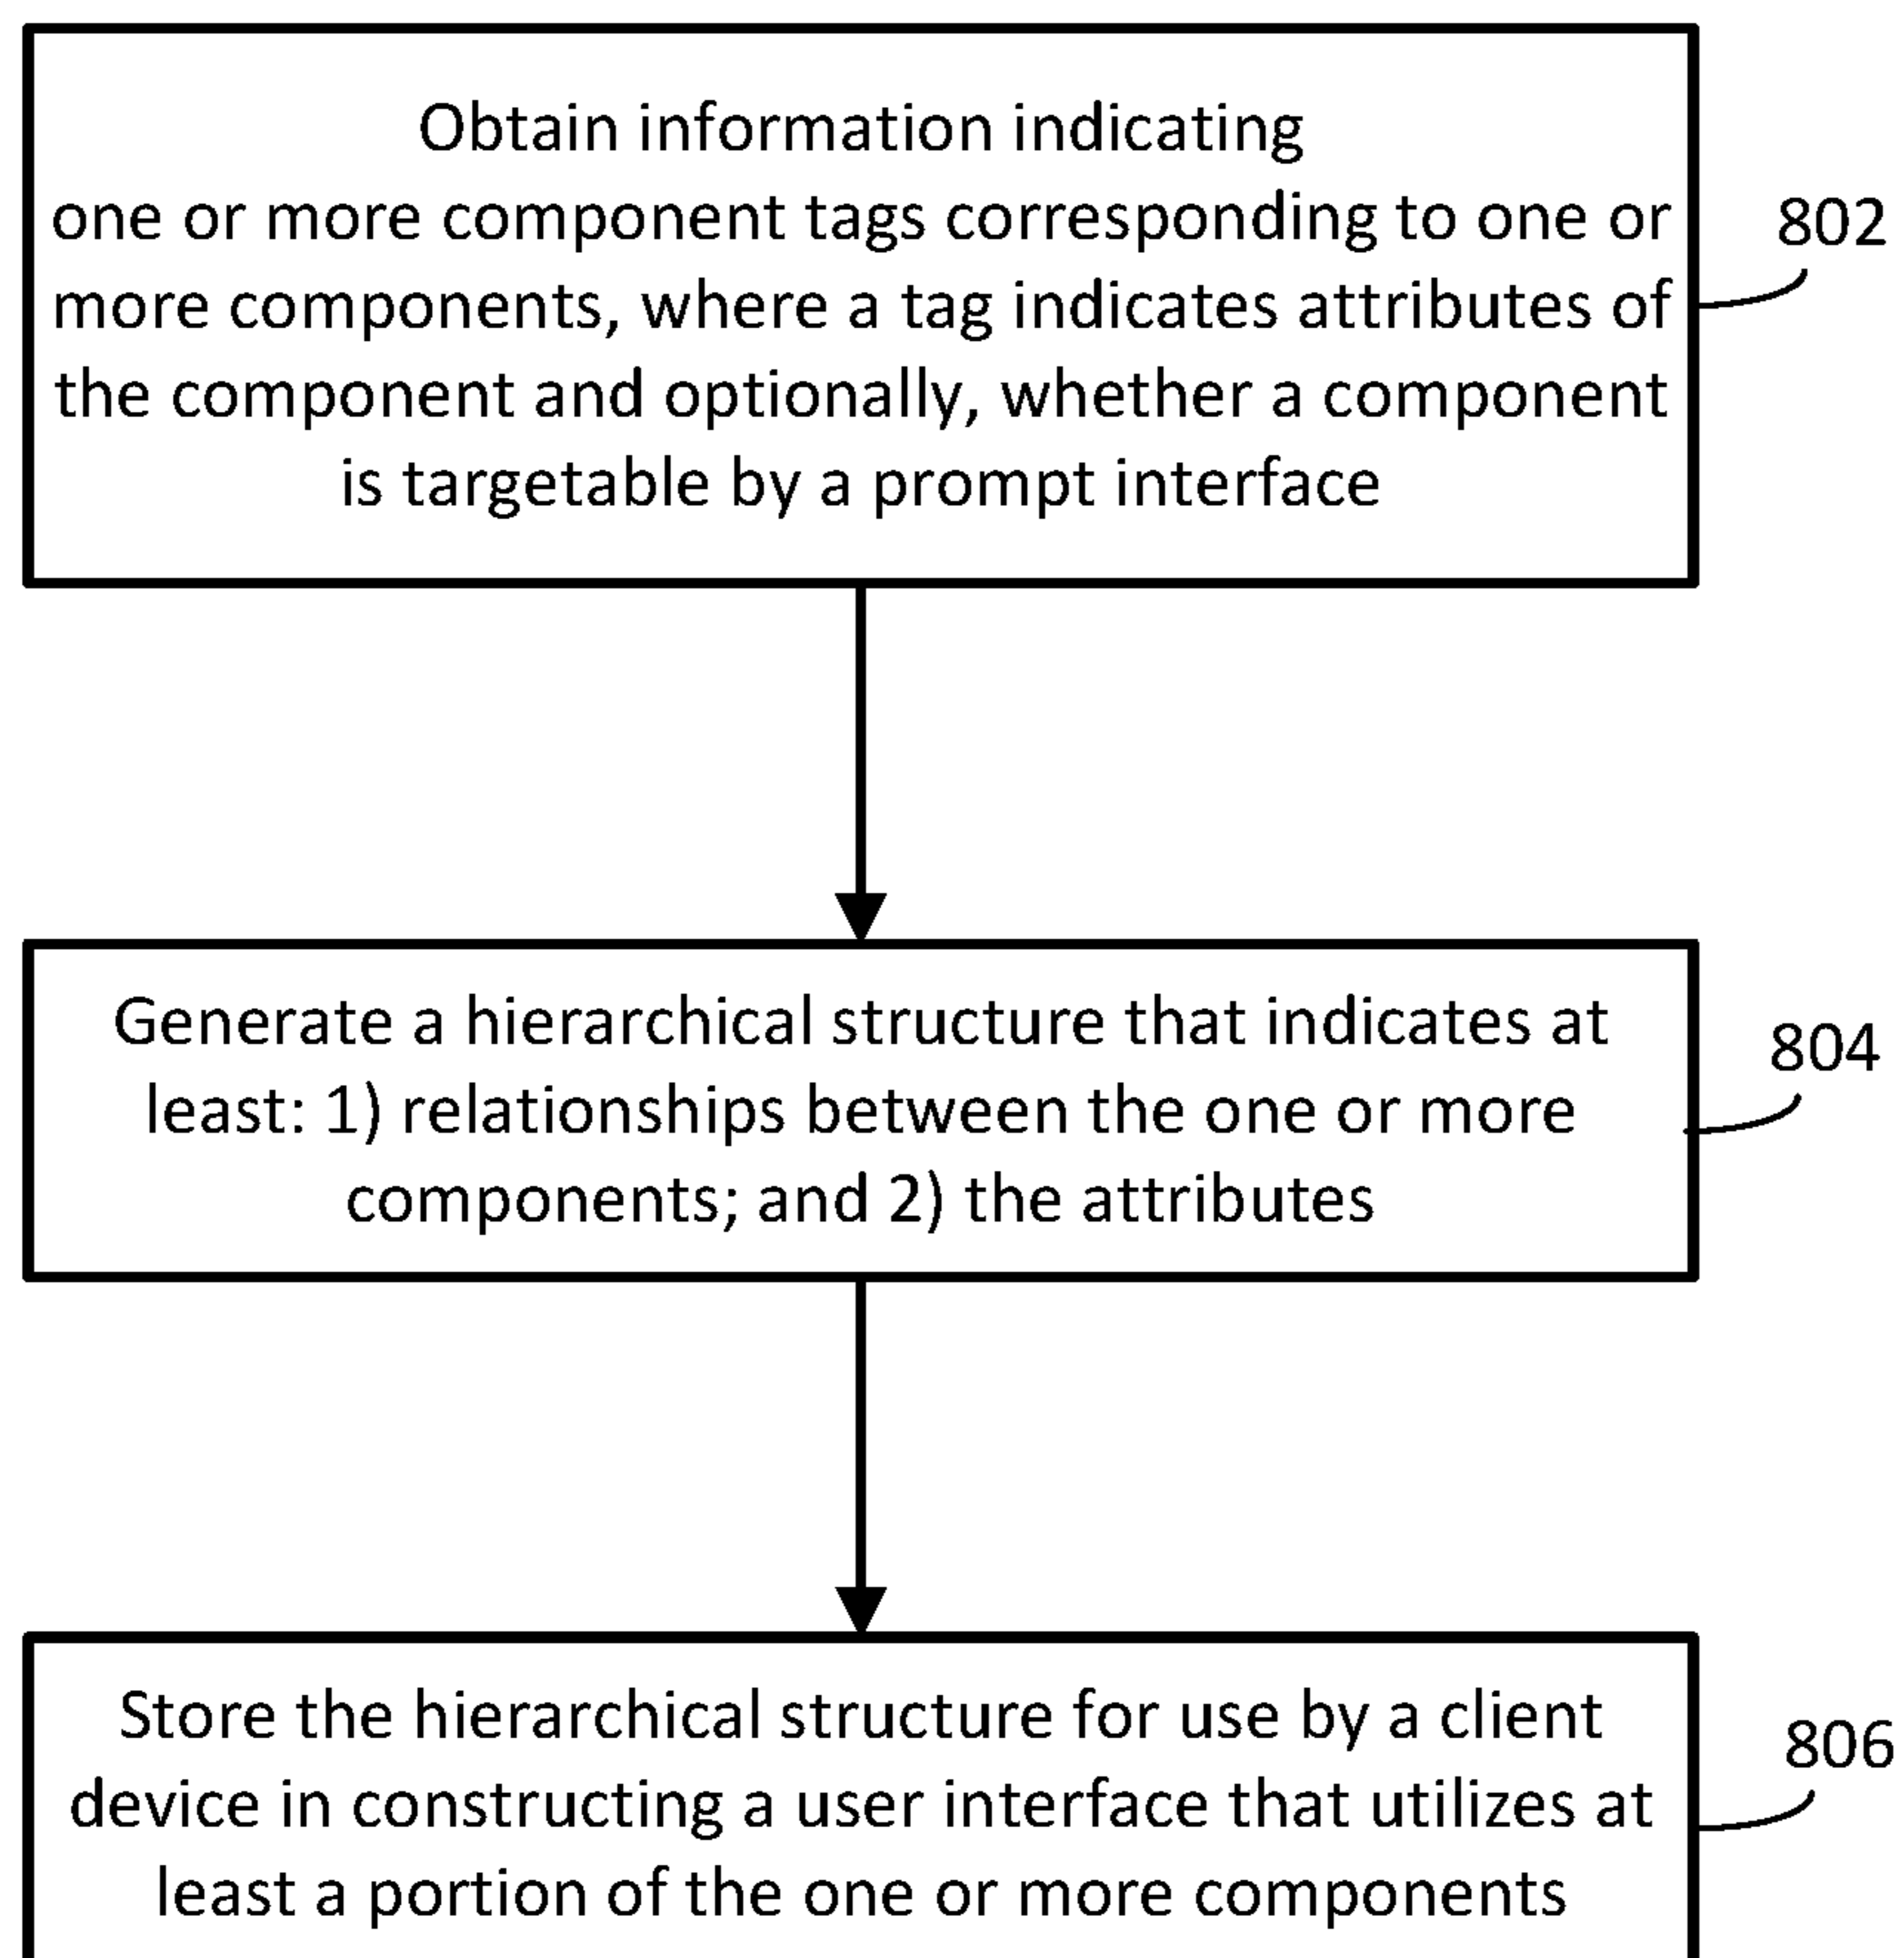 Obtain information indicating
one or more component tags corresponding to one or
more components, where a tag indicates attributes of
the component and optionally, whether a component
is targetable by a prompt interface
802
Generate a hierarchical structure that indicates at
least: 1) relationships between the one or more
components; and 2) the attributes
804
Store the hierarchical structure for use by a client
device in constructing a user interface that utilizes at
least a portion of the one or more components
806